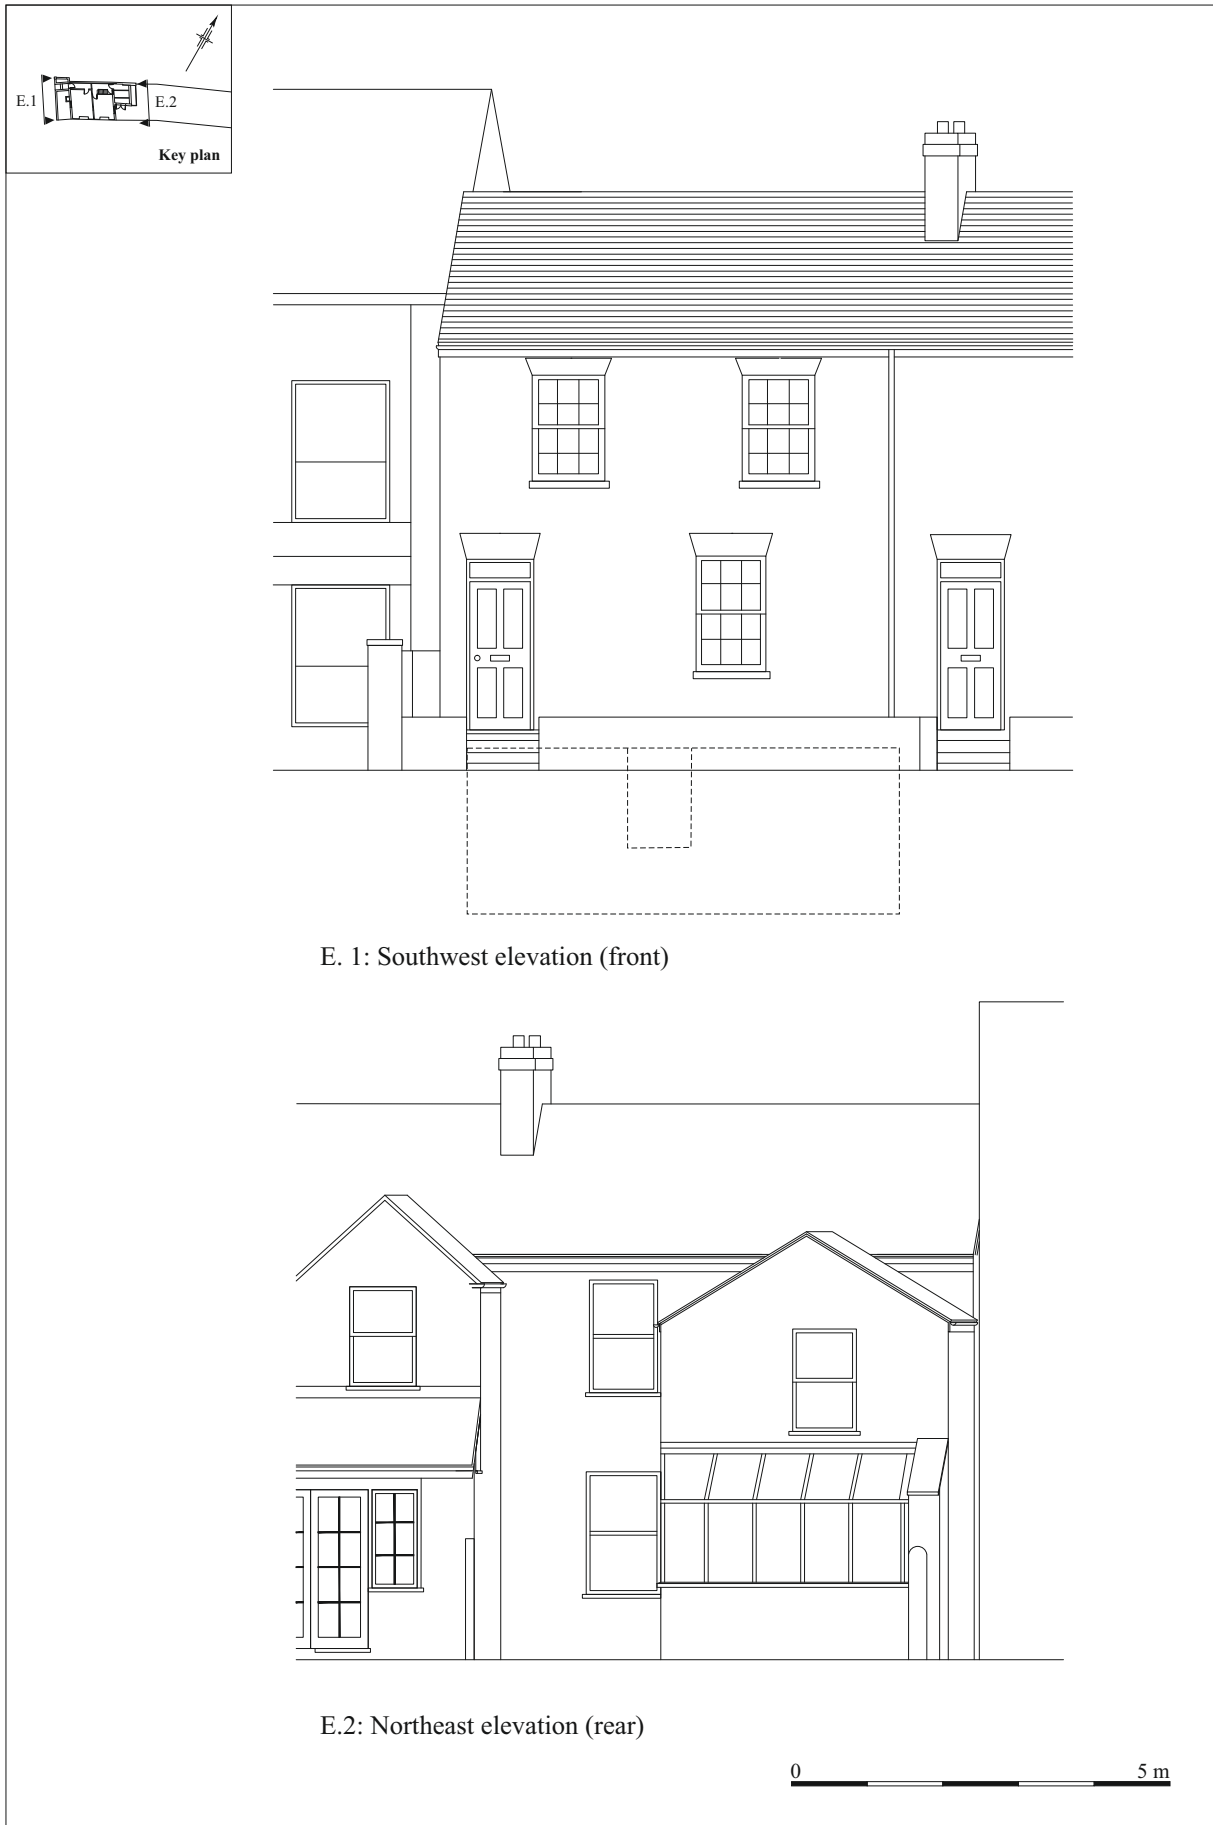 E.1
E.2
Key plan
E. 1: Southwest elevation (front)
E.2: Northeast elevation (rear)
0 5 m